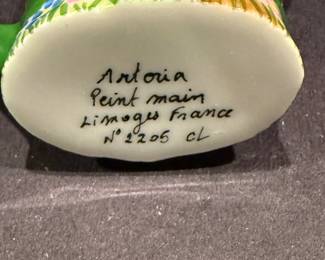 Artoria
Peint main
Limoges France
N° 2205 CL